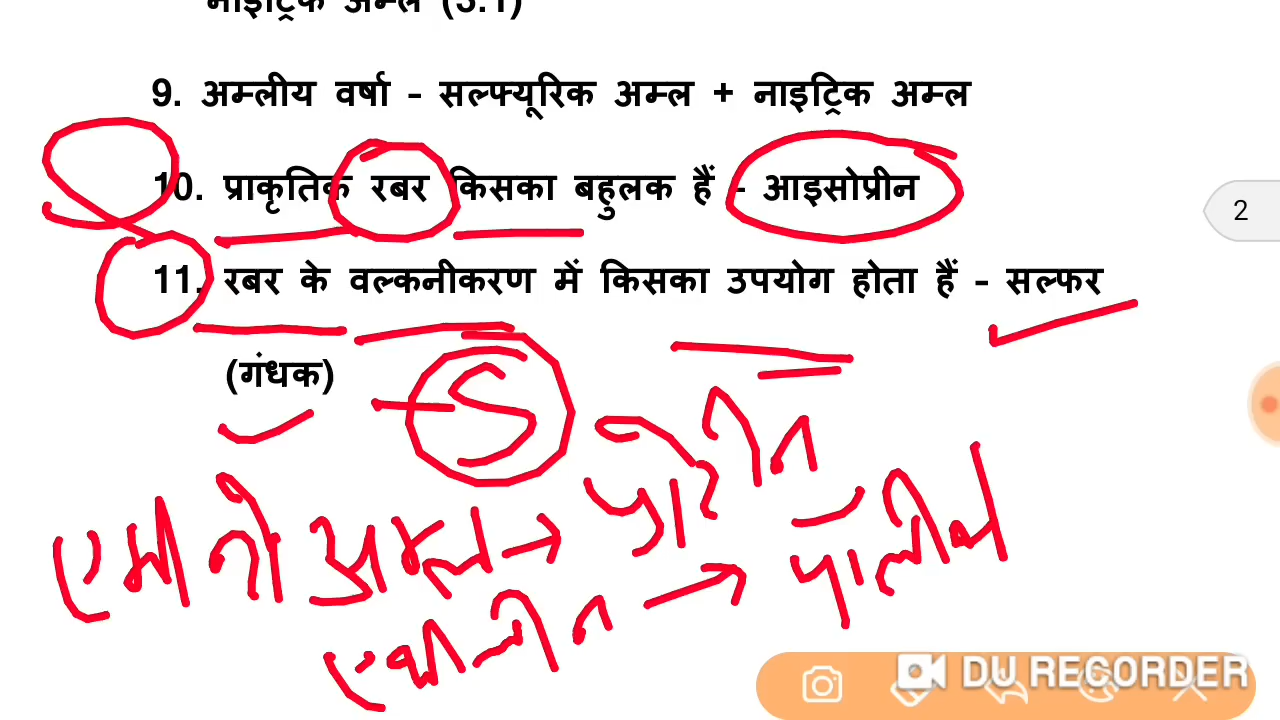 नाइट्रिक अम्ल (3:1)
9. अम्लीय वर्षा – सल्फ्यूरिक अम्ल + नाइट्रिक अम्ल
10. प्राकृतिक रबर किसका बहुलक हैं - आइसोप्रीन
2
11. रबर के वल्कनीकरण में किसका उपयोग होता हैं – सल्फर
(गंधक) – S
एमीनो अम्ल →
एथीलीन →
DU RECORDER